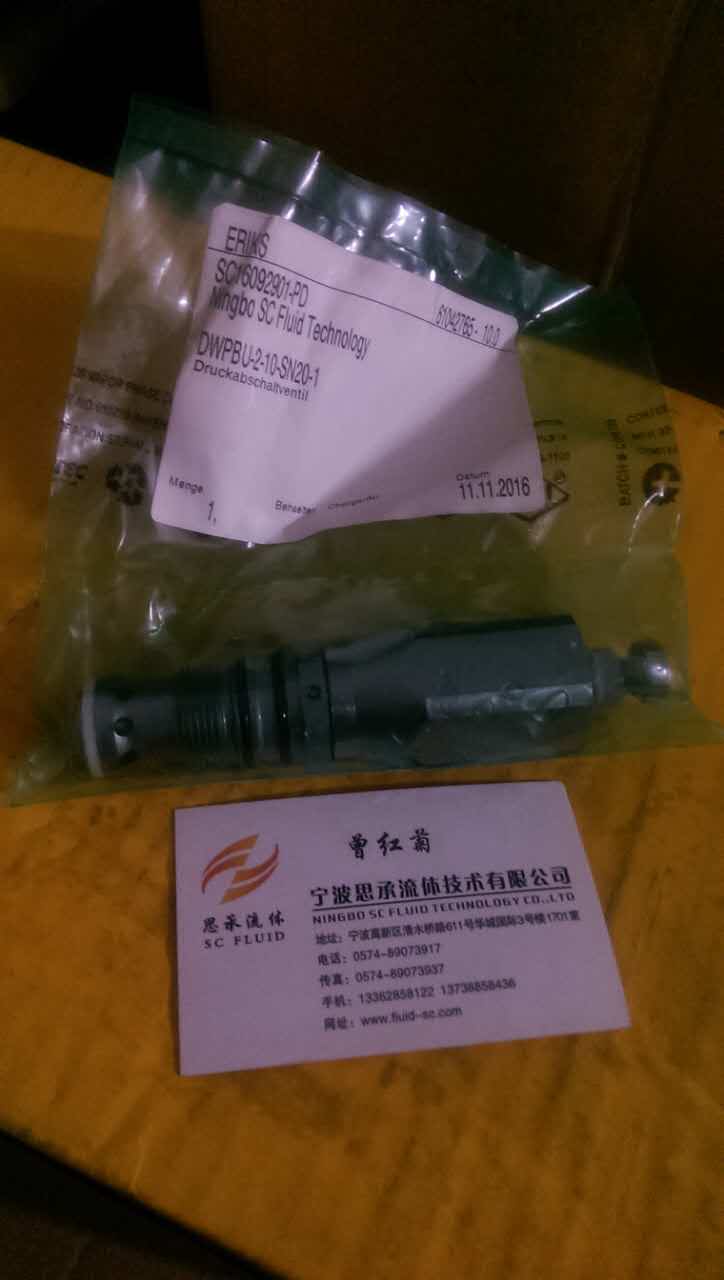 ERIKS
SC16092901-PD
61042765- 10.0
Ningbo SC Fluid Technology
DWPBU-2-10-SN20-1
Druckabschaltventil
Menge
1,
Datum
11.11.2016
BATCH #
曾红菊
思承流体
SC FLUID
宁波思承流体技术有限公司
NINGBO SC FLUID TECHNOLOGY CO.,LTD
地址：宁波高新区清水桥路611号华城国际3号楼1701室
电话：0574-89073917
传真：0574-89073937
手机：13362858122 13738858436
网址：www.fluid-sc.com